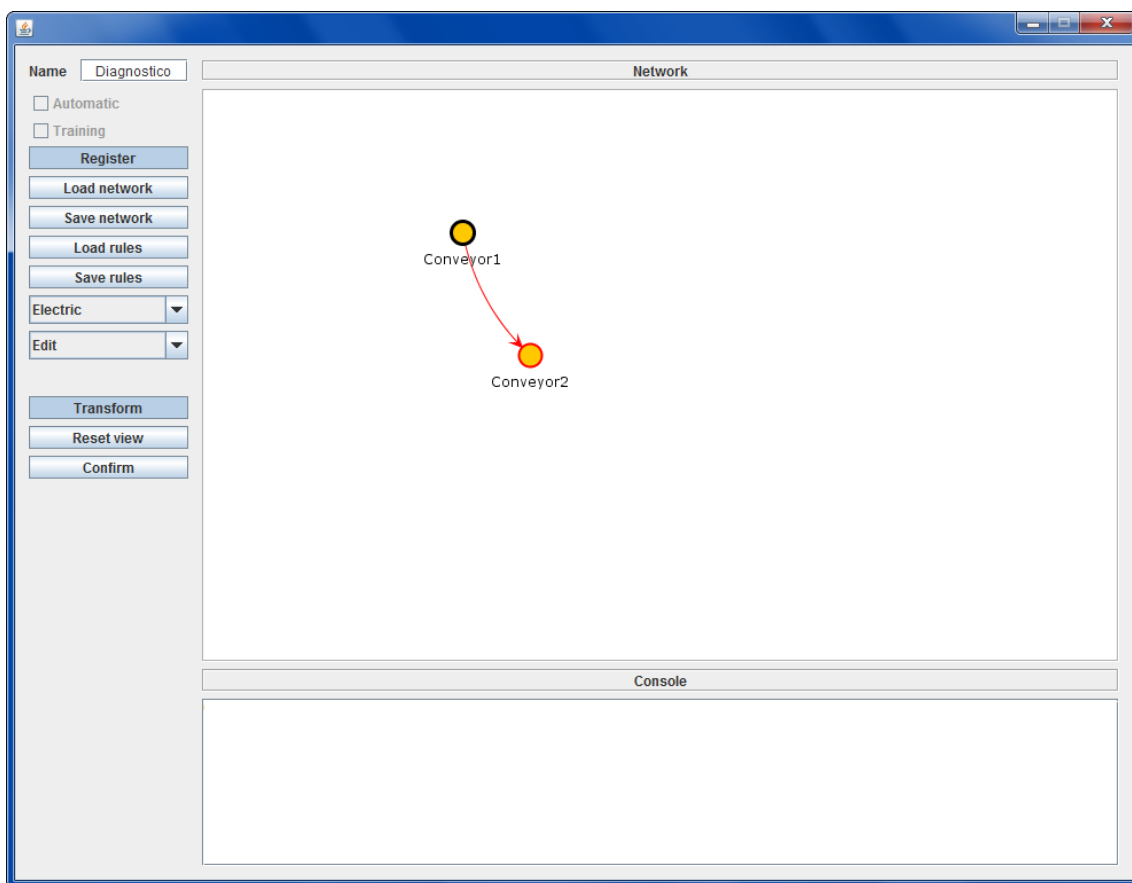 Name Diagnostico
Automatic
Training
Register
Load network
Save network
Load rules
Save rules
Electric
Edit
Transform
Reset view
Confirm
Network
Conveyor1
Conveyor2
Console